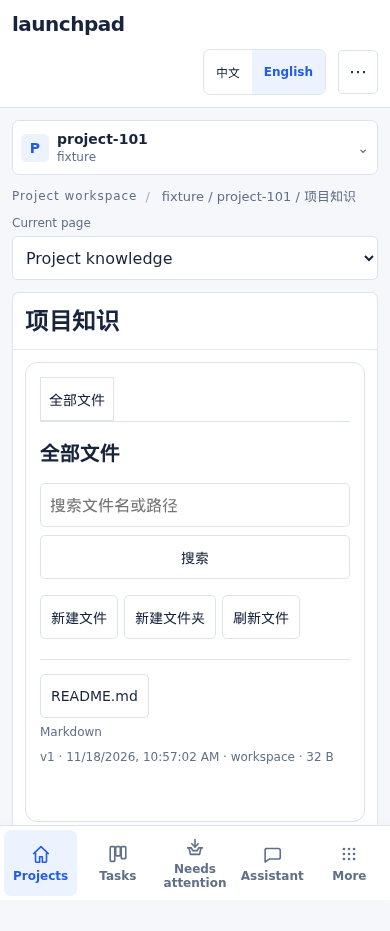 launchpad
中文 English ...
P project-101
fixture
Project workspace / fixture / project-101 / 项目知识
Current page
Project knowledge
项目知识
全部文件
全部文件
搜索文件名或路径
搜索
新建文件 新建文件夹 刷新文件
README.md
Markdown
v1 · 11/18/2026, 10:57:02 AM · workspace · 32 B
Projects Tasks Needs attention Assistant More